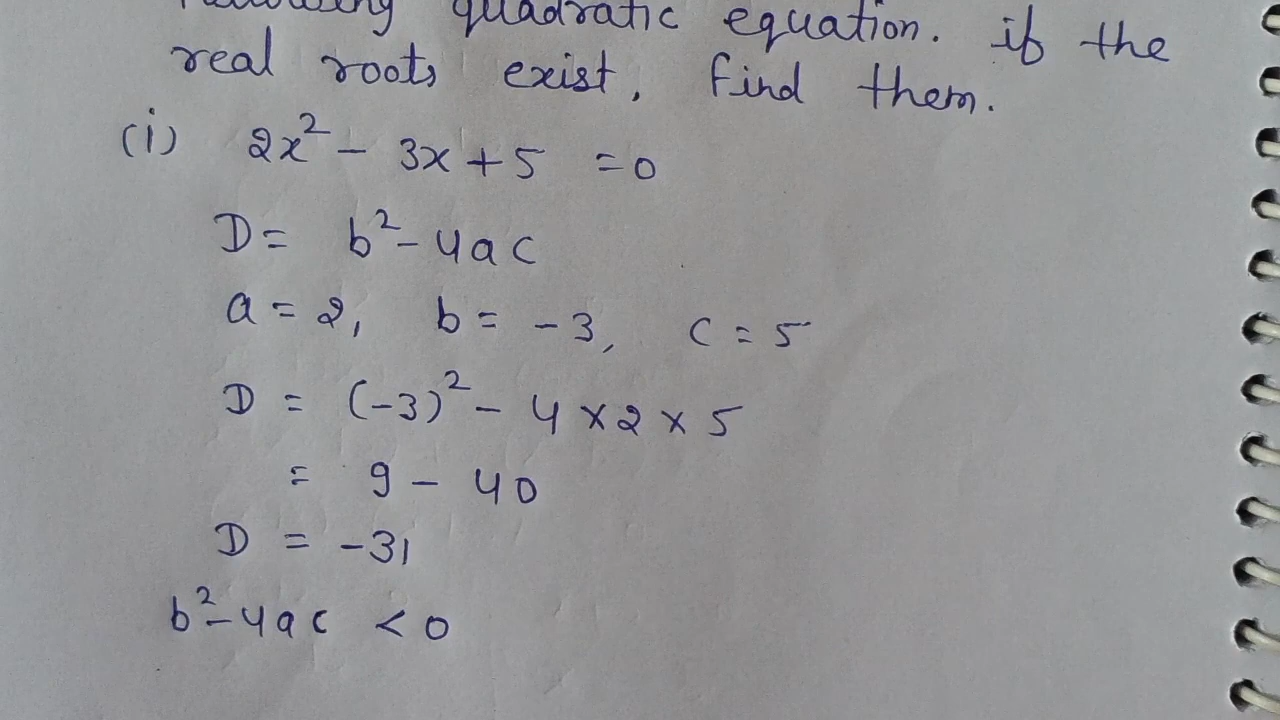 following quadratic equation. if the
real roots exist, find them.
(i) 2x² - 3x + 5 = 0
D = b² - 4ac
a = 2, b = -3, c = 5
D = (-3)² - 4 × 2 × 5
= 9 - 40
D = -31
b² - 4ac < 0